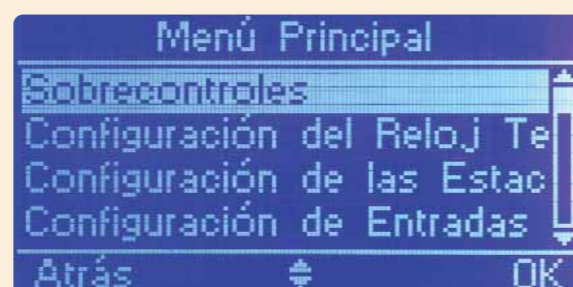 Menú Principal
Sobrecontroles
Configuración del Reloj Te
Configuración de las Estac
Configuración de Entradas
Atrás OK